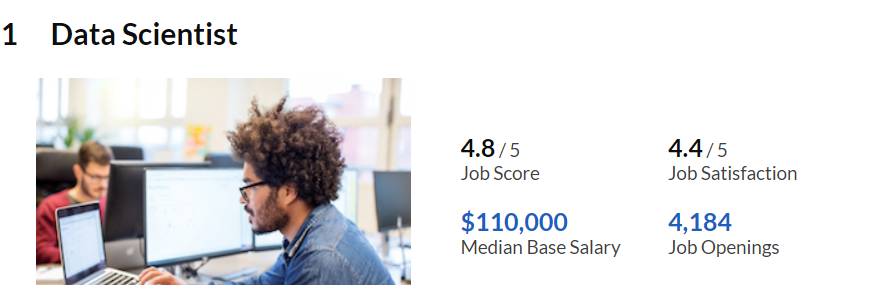 1 Data Scientist
4.8 / 5
Job Score
4.4 / 5
Job Satisfaction
$110,000
Median Base Salary
4,184
Job Openings